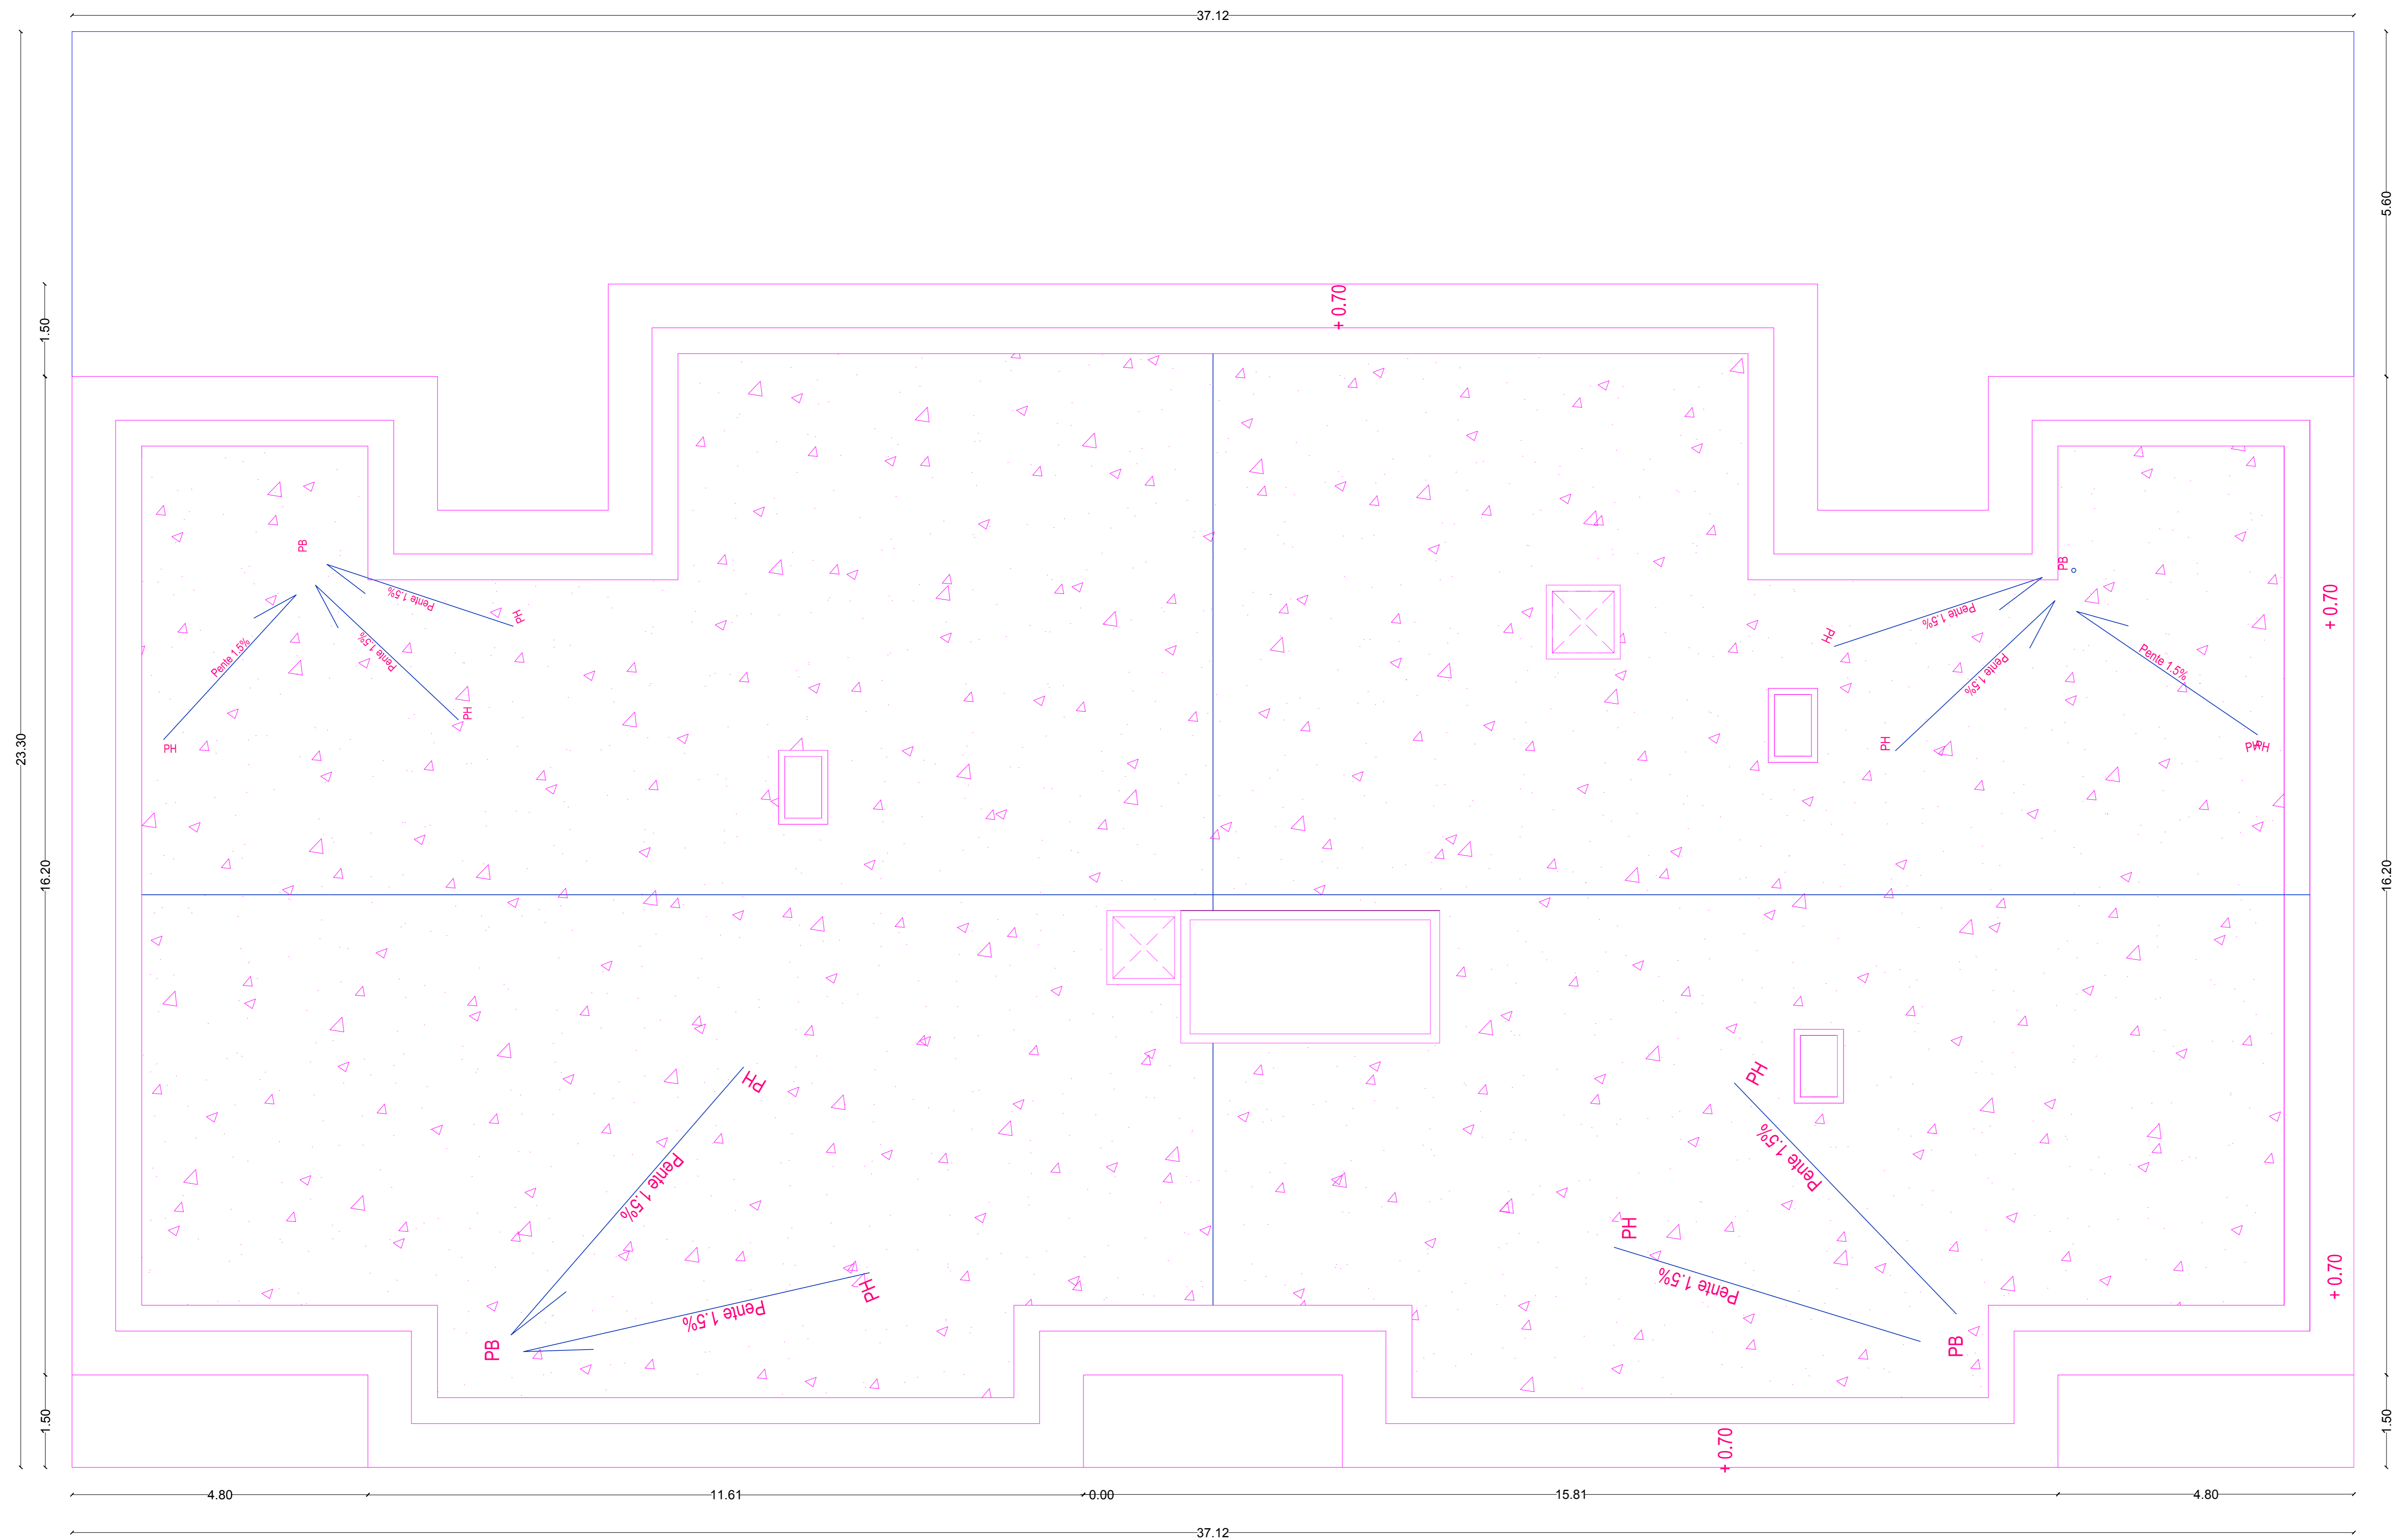 37.12
5.60
+ 0.70
1.50
PB
PB
Pente 1.5%
PH
Pente 1.5%
+ 0.70
Pente 1.5%
PH
Pente 1.5%
PH
Pente 1.5%
Pente 1.5%
PH
PH
PH
PH
PH
23.30
16.20
16.20
PH
PH
Pente 1.5%
Pente 1.5%
PH
PH
Pente 1.5%
Pente 1.5%
+ 0.70
PB
PB
1.50
1.50
+ 0.70
4.80
11.61
0.00
15.81
4.80
37.12